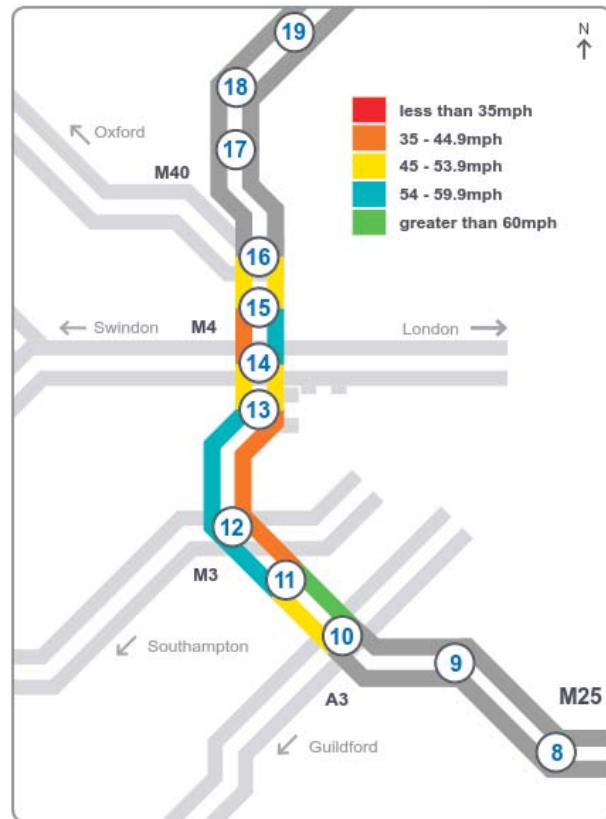 19
N
18
less than 35mph
35 - 44.9mph
Oxford
17
45 - 53.9mph
M40
54 - 59.9mph
greater than 60mph
16
15
Swindon M4 London
14
13
12
M3
11
Southampton
10
9
A3
M25
Guildford
8